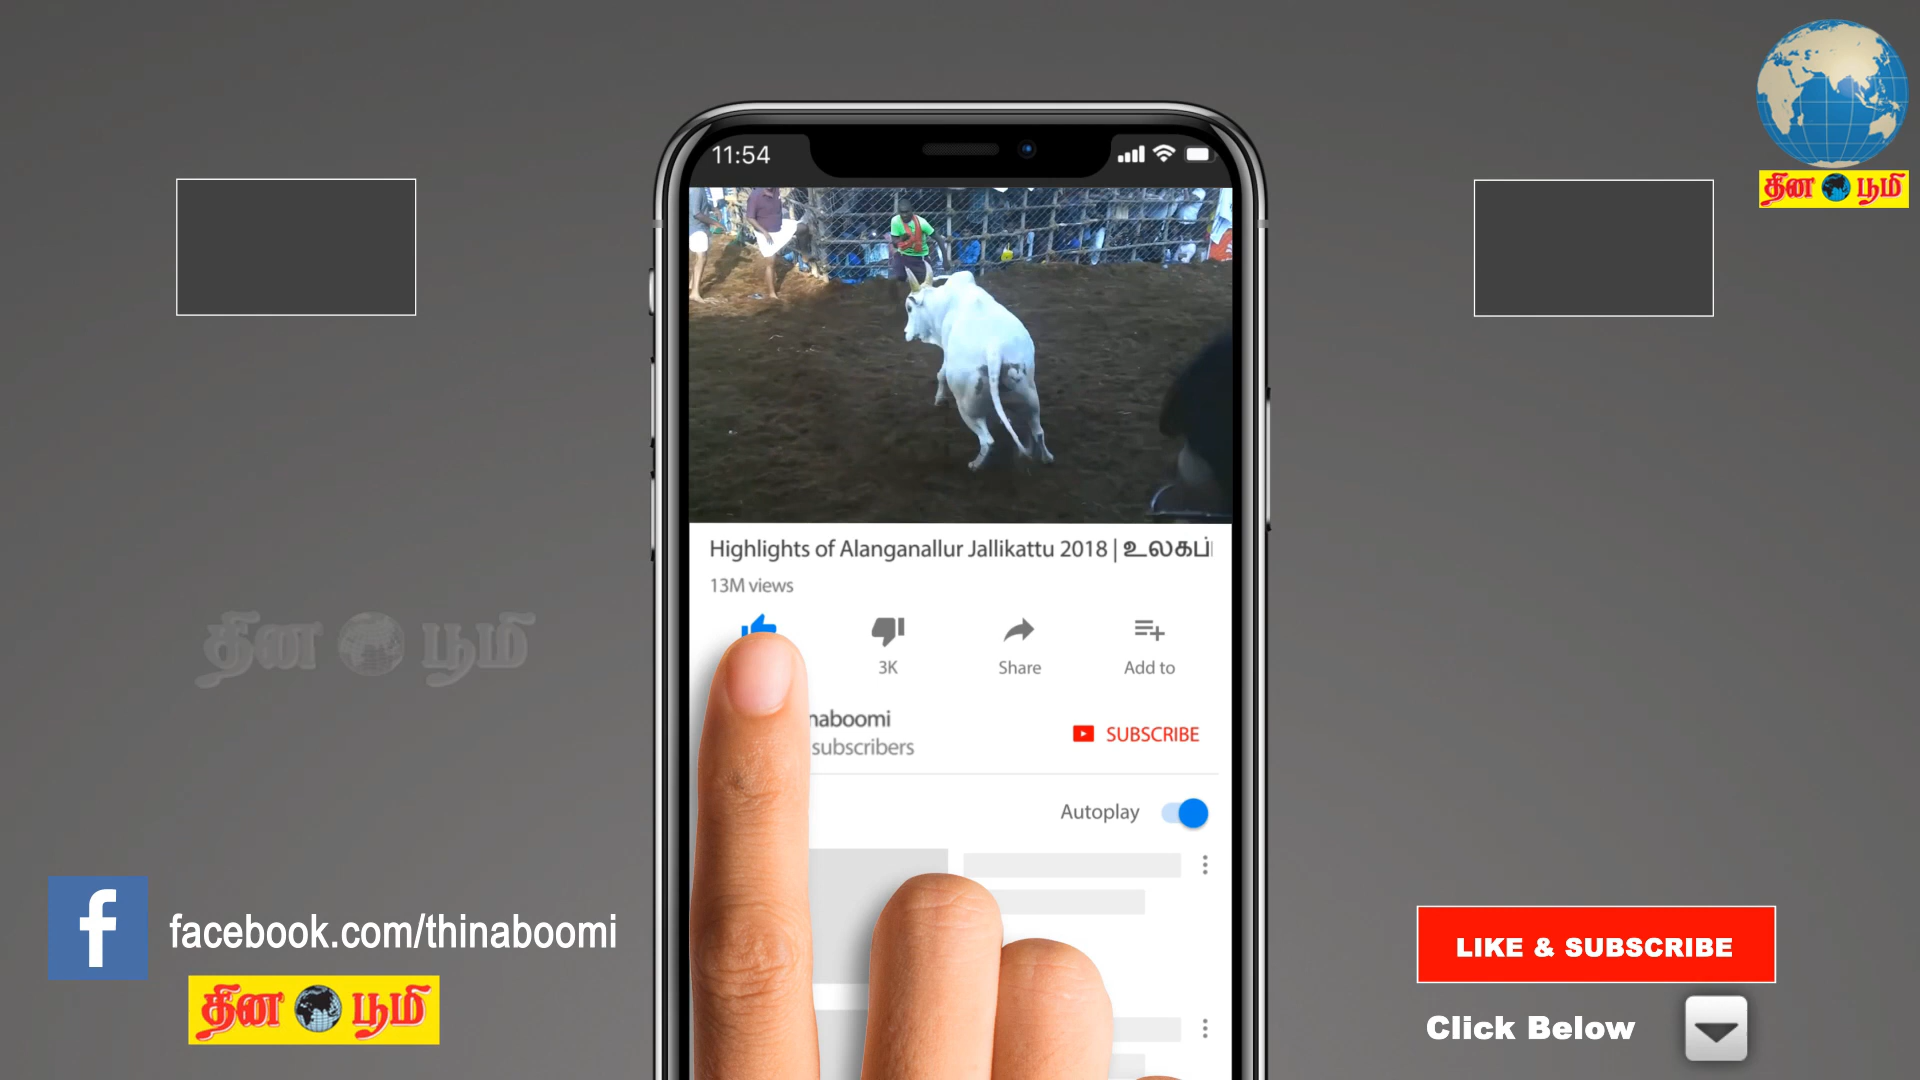 11:54
தின பூமி
Highlights of Alanganallur Jallikattu 2018 | உலகப்
13M views
3K
Share
Add to
தின பூமி
naboomi
subscribers
SUBSCRIBE
Autoplay
facebook.com/thinaboomi
தின பூமி
LIKE & SUBSCRIBE
Click Below